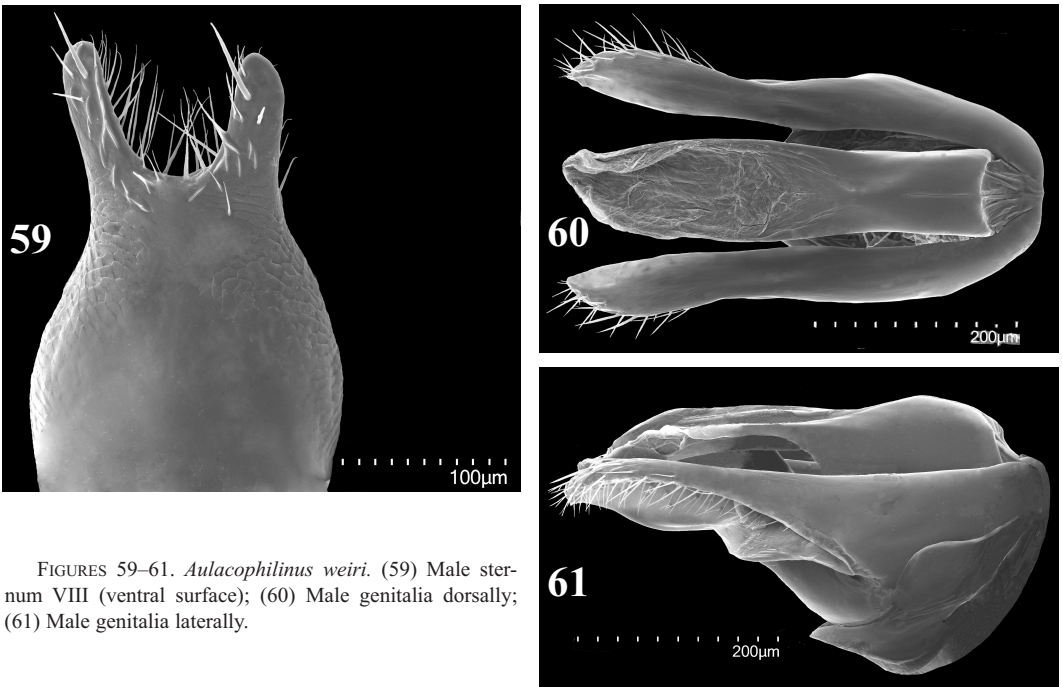 59
100µm
60
200µm
61
200µm
FIGURES 59–61. Aulacophilinus weiri. (59) Male ster-
num VIII (ventral surface); (60) Male genitalia dorsally;
(61) Male genitalia laterally.